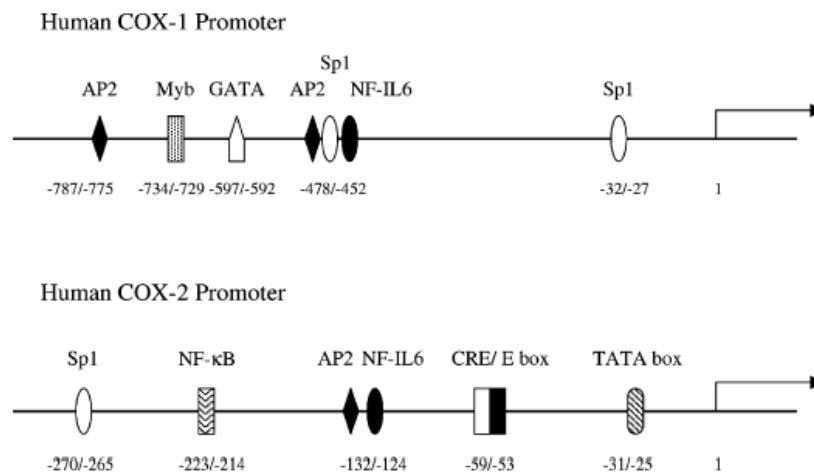 Human COX-1 Promoter
Sp1
AP2 Myb GATA AP2 NF-IL6 Sp1
-787/-775 -734/-729 -597/-592 -478/-452 -32/-27 1
Human COX-2 Promoter
Sp1 NF-κB AP2 NF-IL6 CRE/ E box TATA box
-270/-265 -223/-214 -132/-124 -59/-53 -31/-25 1